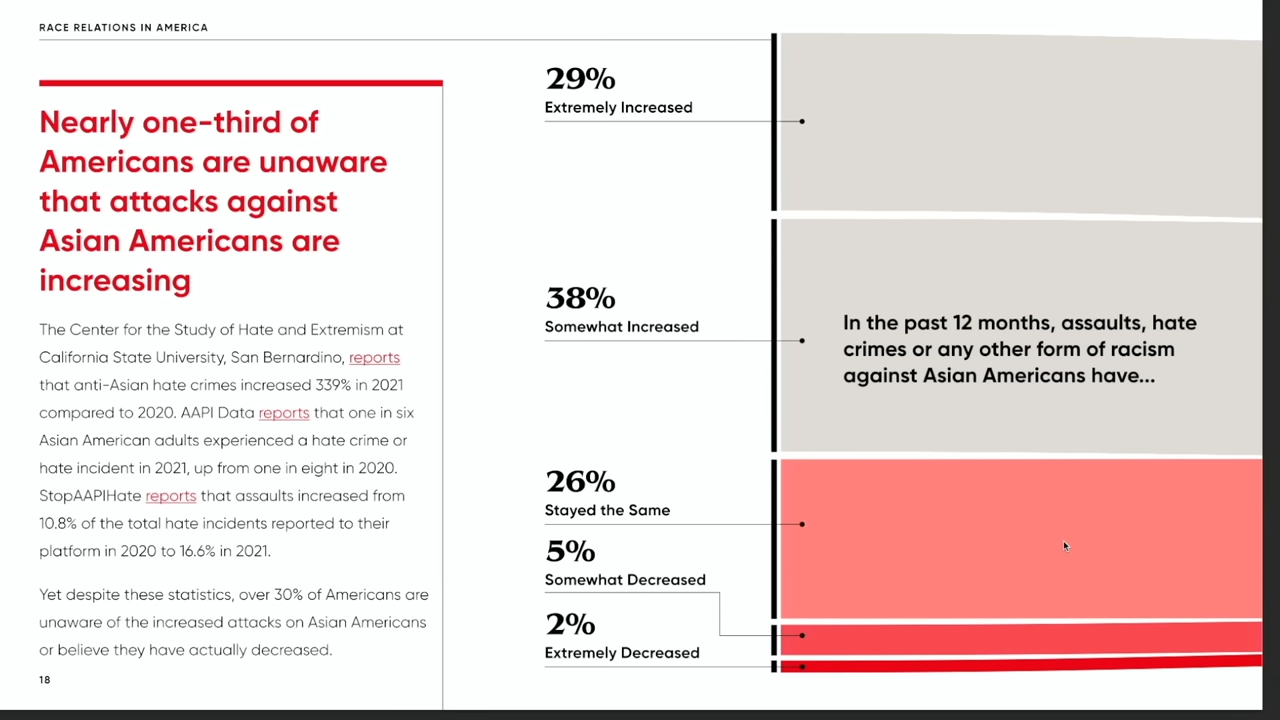 RACE RELATIONS IN AMERICA
Nearly one-third of
Americans are unaware
that attacks against
Asian Americans are
increasing
The Center for the Study of Hate and Extremism at
California State University, San Bernardino, reports
that anti-Asian hate crimes increased 339% in 2021
compared to 2020. AAPI Data reports that one in six
Asian American adults experienced a hate crime or
hate incident in 2021, up from one in eight in 2020.
StopAAPIHate reports that assaults increased from
10.8% of the total hate incidents reported to their
platform in 2020 to 16.6% in 2021.
Yet despite these statistics, over 30% of Americans are
unaware of the increased attacks on Asian Americans
or believe they have actually decreased.
18
29%
Extremely Increased
38%
Somewhat Increased
26%
Stayed the Same
5%
Somewhat Decreased
2%
Extremely Decreased
In the past 12 months, assaults, hate
crimes or any other form of racism
against Asian Americans have...